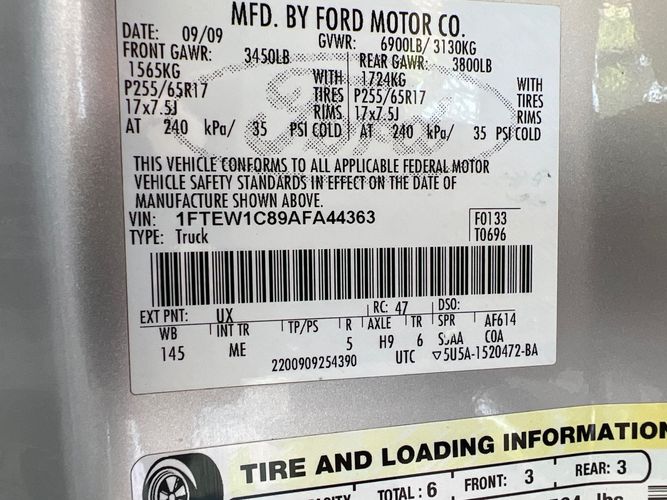 MFD. BY FORD MOTOR CO.
DATE: 09/09 GVWR: 6900LB/ 3130KG
FRONT GAWR: 3450LB REAR GAWR: 3800LB
1565KG WITH 1724KG WITH
P255/65R17 TIRES P255/65R17 TIRES
17x7.5J RIMS 17x7.5J RIMS
AT 240 kPa/ 35 PSI COLD AT 240 kPa/ 35 PSI COLD
Ford
THIS VEHICLE CONFORMS TO ALL APPLICABLE FEDERAL MOTOR
VEHICLE SAFETY STANDARDS IN EFFECT ON THE DATE OF
MANUFACTURE SHOWN ABOVE.
VIN: 1FTEW1C89AFA44363 F0133
TYPE: Truck T0696
EXT PNT: UX RC: 47 DSO:
WB INT TR TP/PS R AXLE TR SPR AF614
145 ME 5 H9 6 COA
2200909254390 UTC ▽5U5A-1520472-BA
TIRE AND LOADING INFORMATION
TOTAL: 6 FRONT: 3 REAR: 3
lbs